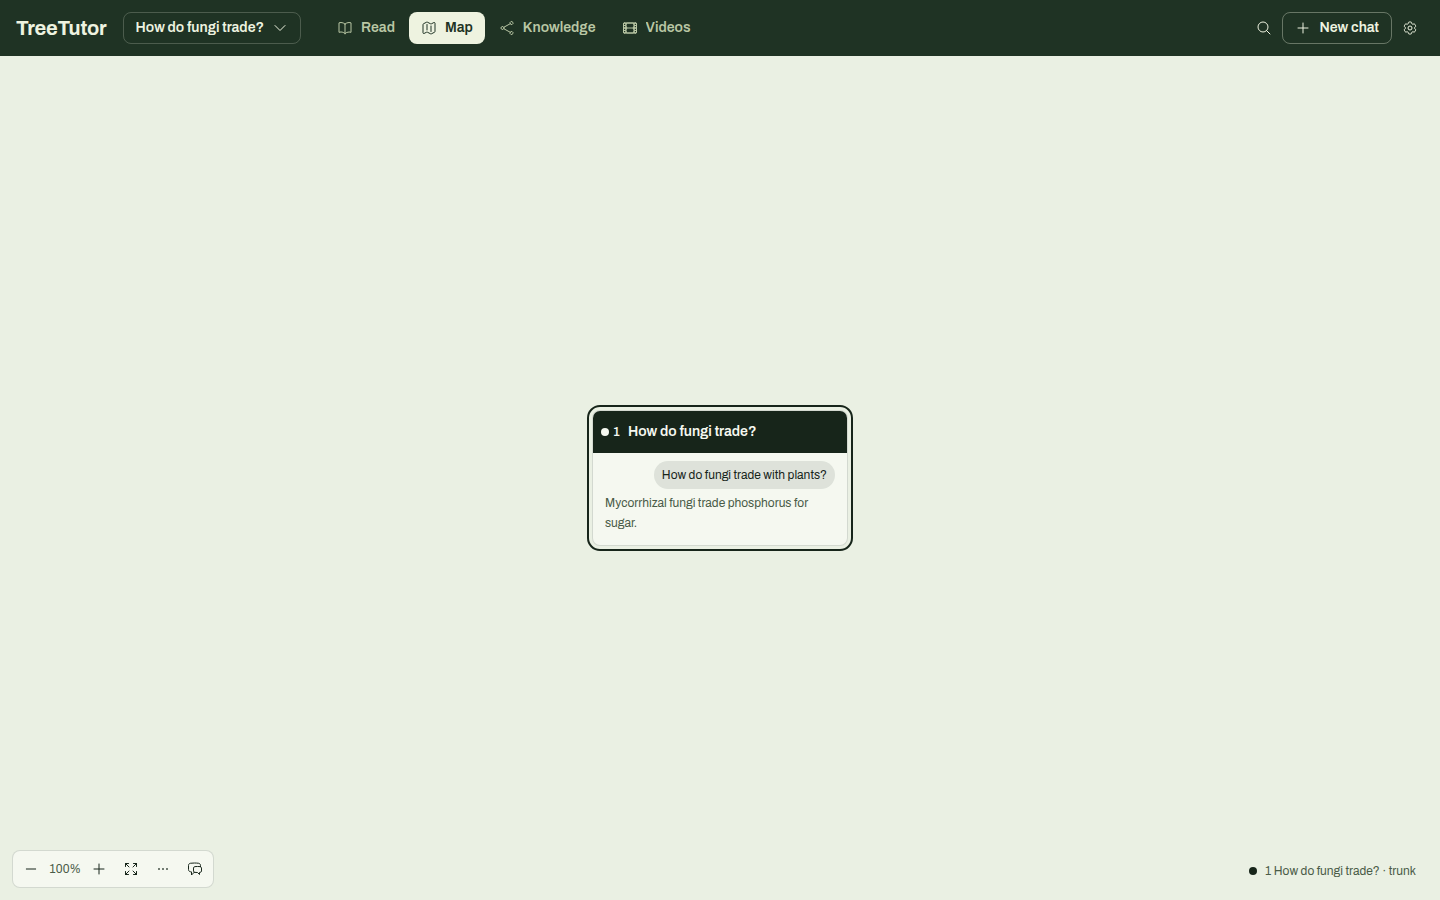 TreeTutor
How do fungi trade?
Read
Map
Knowledge
Videos
New chat
1 How do fungi trade?
How do fungi trade with plants?
Mycorrhizal fungi trade phosphorus for
sugar.
100%
1 How do fungi trade? · trunk